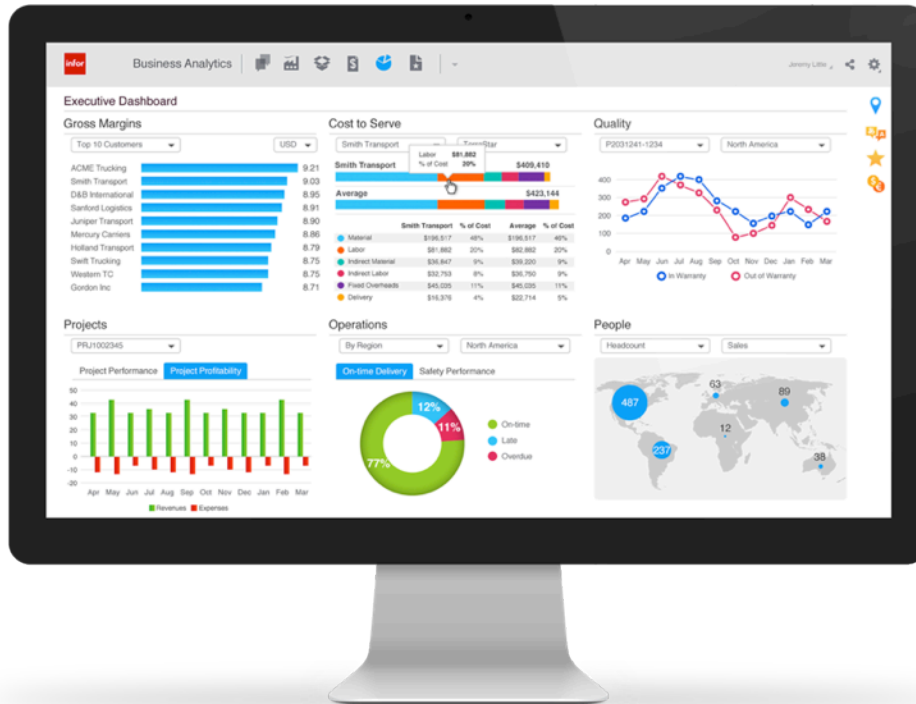 infor
Business Analytics
Jeremy Little
Executive Dashboard
Gross Margins
Top 10 Customers
USD
ACME Trucking 9.21
Smith Transport 9.03
D&B International 8.95
Sanford Logistics 8.91
Juniper Transport 8.90
Mercury Carriers 8.86
Holland Transport 8.79
Swift Trucking 8.75
Western TC 8.75
Gordon Inc 8.71
Cost to Serve
Smith Transport
Labor $81,882
% of Cost 20%
Smith Transport $409,410
Average $423,144
Smith Transport % of Cost Average % of Cost
Material $196,517 48% $196,517 46%
Labor $81,882 20% $82,882 20%
Indirect Material $36,847 9% $39,220 9%
Indirect Labor $32,753 8% $36,750 9%
Fixed Overheads $45,035 11% $45,035 11%
Delivery $16,376 4% $22,714 5%
Quality
P2031241-1234
North America
400
300
200
100
0
Apr May Jun Jul Aug Sep Oct Nov Dec Jan Feb Mar
In Warranty Out of Warranty
Projects
PRJ1002345
Project Performance Project Profitability
50
40
30
20
10
0
-10
-20
Apr May Jun Jul Aug Sep Oct Nov Dec Jan Feb Mar
Revenues Expenses
Operations
By Region
North America
On-time Delivery Safety Performance
12%
11%
77%
On-time
Late
Overdue
People
Headcount
Sales
487
63
89
12
237
38